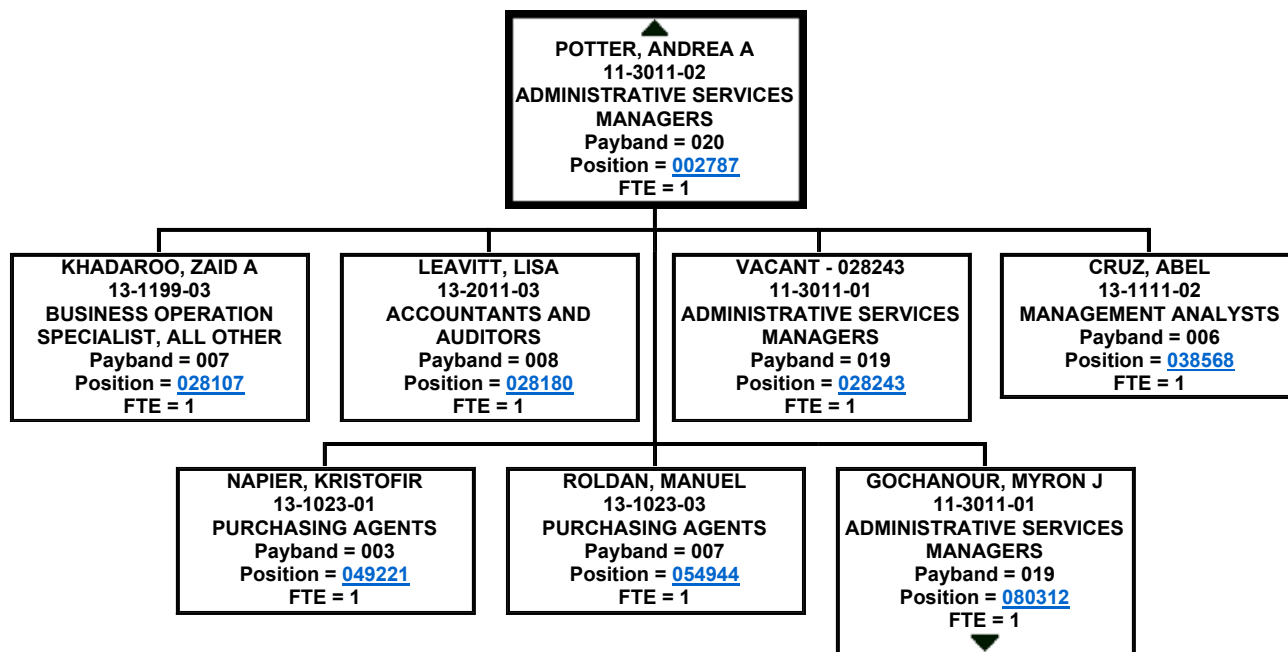 POTTER, ANDREA A
11-3011-02
ADMINISTRATIVE SERVICES
MANAGERS
Payband = 020
Position = 002787
FTE = 1
KHADAROO, ZAID A
13-1199-03
BUSINESS OPERATION
SPECIALIST, ALL OTHER
Payband = 007
Position = 028107
FTE = 1
LEAVITT, LISA
13-2011-03
ACCOUNTANTS AND
AUDITORS
Payband = 008
Position = 028180
FTE = 1
VACANT - 028243
11-3011-01
ADMINISTRATIVE SERVICES
MANAGERS
Payband = 019
Position = 028243
FTE = 1
CRUZ, ABEL
13-1111-02
MANAGEMENT ANALYSTS
Payband = 006
Position = 038568
FTE = 1
NAPIER, KRISTOFIR
13-1023-01
PURCHASING AGENTS
Payband = 003
Position = 049221
FTE = 1
ROLDAN, MANUEL
13-1023-03
PURCHASING AGENTS
Payband = 007
Position = 054944
FTE = 1
GOCHANOUR, MYRON J
11-3011-01
ADMINISTRATIVE SERVICES
MANAGERS
Payband = 019
Position = 080312
FTE = 1